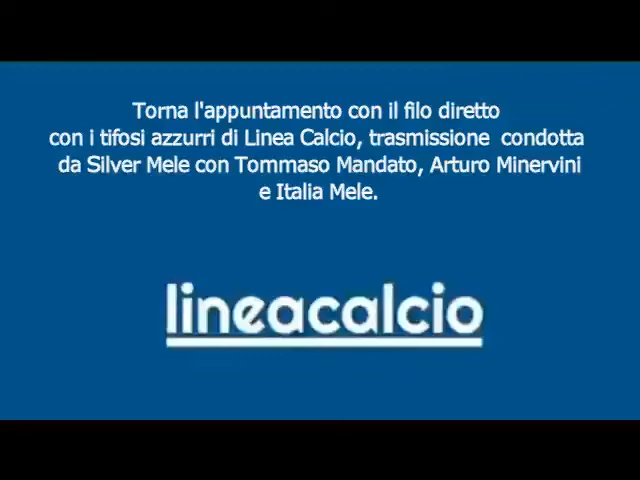 Torna l'appuntamento con il filo diretto
con i tifosi azzurri di Linea Calcio, trasmissione condotta
da Silver Mele con Tommaso Mandato, Arturo Minervini
e Italia Mele.
lineacalcio